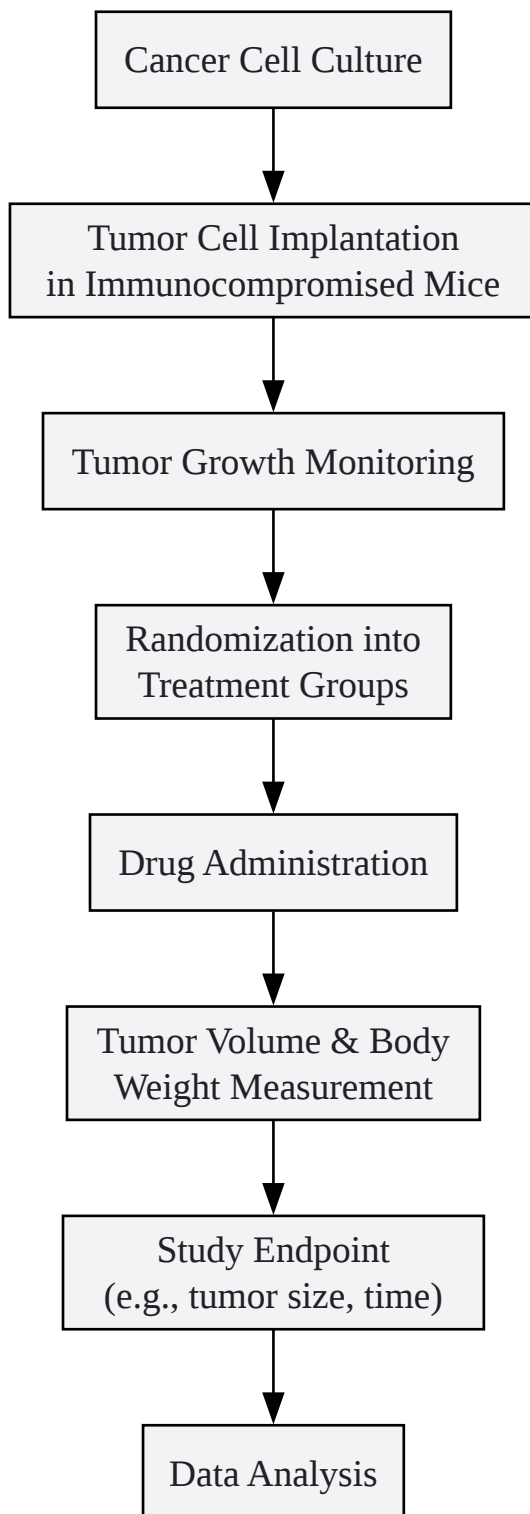 Cancer Cell Culture
Tumor Cell Implantation
in Immunocompromised Mice
Tumor Growth Monitoring
Randomization into
Treatment Groups
Drug Administration
Tumor Volume & Body
Weight Measurement
Study Endpoint
(e.g., tumor size, time)
Data Analysis